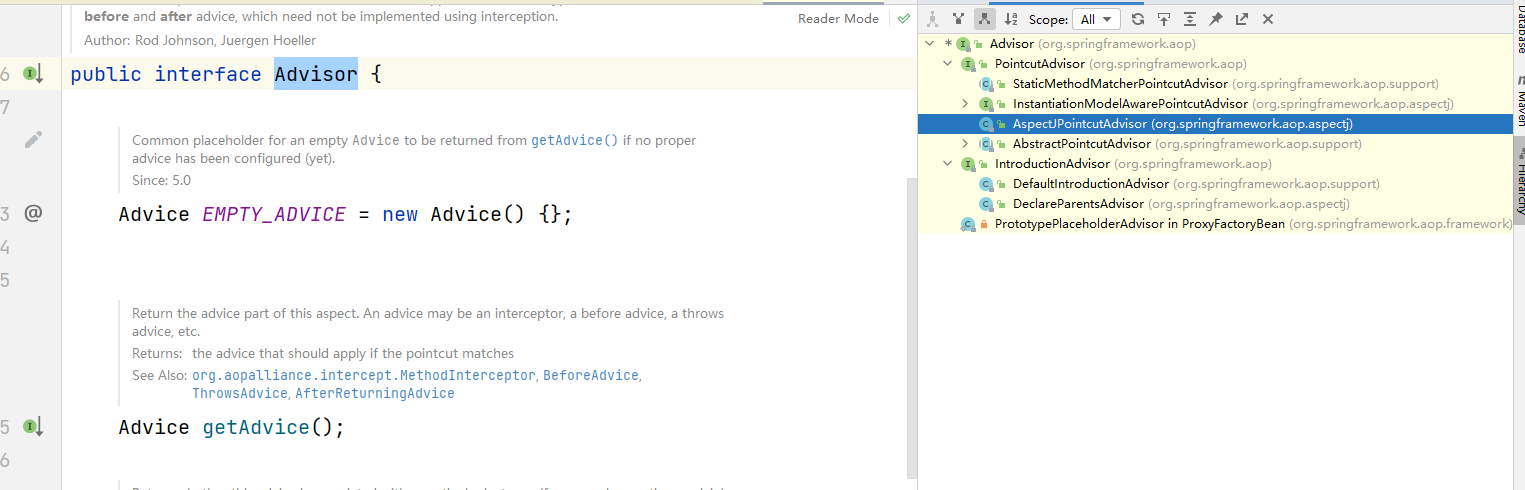 before and after advice, which need not be implemented using interception.
Author: Rod Johnson, Juergen Hoeller
Reader Mode
6
public interface Advisor {
7
Common placeholder for an empty Advice to be returned from getAdvice() if no proper
advice has been configured (yet).
Since: 5.0
3
@
Advice EMPTY_ADVICE = new Advice() {};
4
5
Return the advice part of this aspect. An advice may be an interceptor, a before advice, a throws
advice, etc.
Returns: the advice that should apply if the pointcut matches
See Also: org.aopalliance.intercept.MethodInterceptor, BeforeAdvice,
ThrowsAdvice, AfterReturningAdvice
5
Advice getAdvice();
6
Scope: All
* Advisor (org.springframework.aop)
PointcutAdvisor (org.springframework.aop)
StaticMethodMatcherPointcutAdvisor (org.springframework.aop.support)
InstantiationModelAwarePointcutAdvisor (org.springframework.aop.aspectj)
AspectJPointcutAdvisor (org.springframework.aop.aspectj)
AbstractPointcutAdvisor (org.springframework.aop.support)
IntroductionAdvisor (org.springframework.aop)
DefaultIntroductionAdvisor (org.springframework.aop.support)
DeclareParentsAdvisor (org.springframework.aop.aspectj)
PrototypePlaceholderAdvisor in ProxyFactoryBean (org.springframework.aop.framework)
Database
Maven
Hierarchy